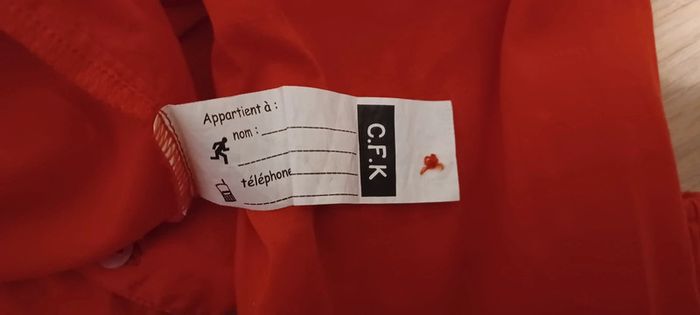 Appartient à :
nom :
téléphone
C.F.K